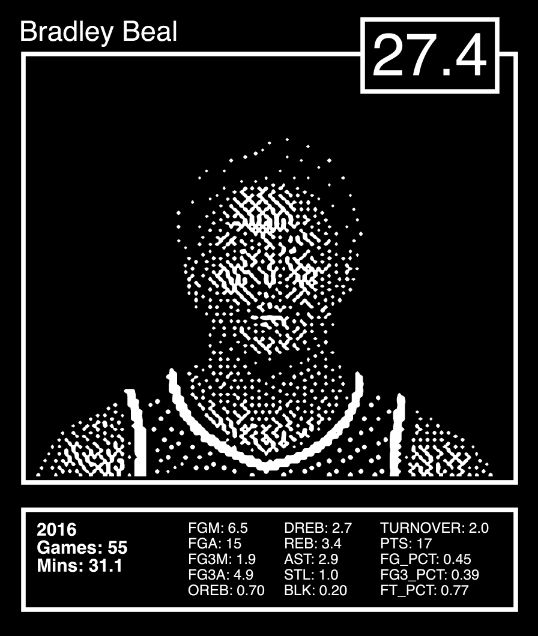 Bradley Beal
27.4
2016
Games: 55
Mins: 31.1
FGM: 6.5
FGA: 15
FG3M: 1.9
FG3A: 4.9
OREB: 0.70
DREB: 2.7
REB: 3.4
AST: 2.9
STL: 1.0
BLK: 0.20
TURNOVER: 2.0
PTS: 17
FG_PCT: 0.45
FG3_PCT: 0.39
FT_PCT: 0.77